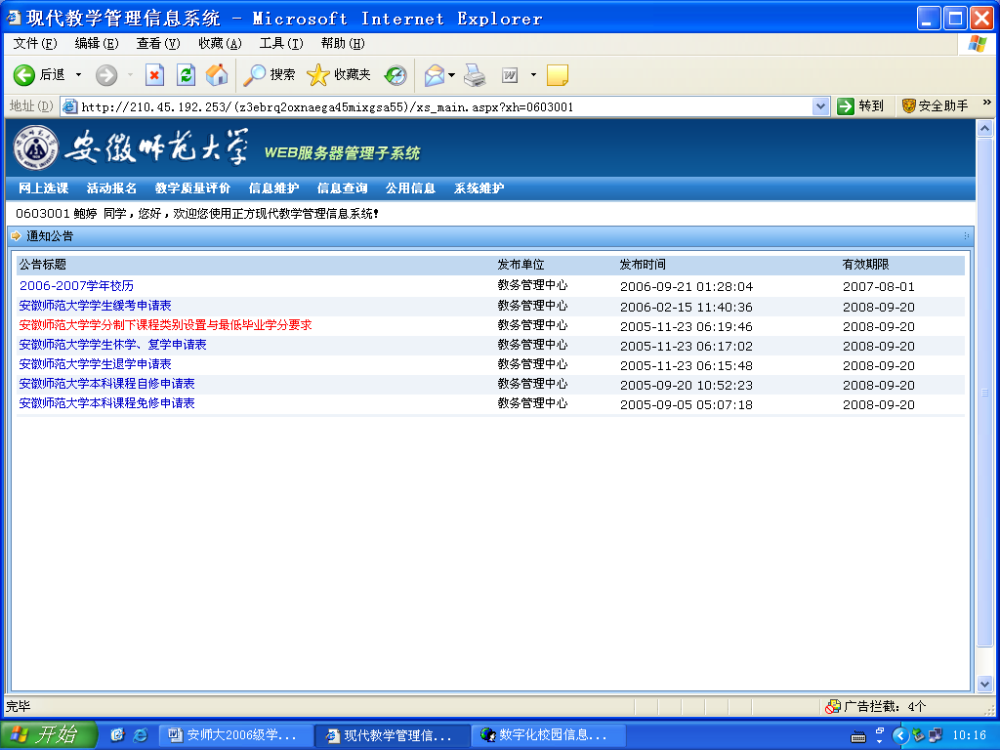 现代教学管理信息系统 - Microsoft Internet Explorer
文件(F) 编辑(E) 查看(V) 收藏(A) 工具(T) 帮助(H)
后退 搜索 收藏夹
地址(D) http://210.45.192.253/(z3ebrq2oxnaega45mixgsa55)/xs_main.aspx?xh=0603001 转到 安全助手 »
安徽师范大学 WEB服务器管理子系统
网上选课 活动报名 教学质量评价 信息维护 信息查询 公用信息 系统维护
0603001 鲍婷 同学，您好，欢迎您使用正方现代教学管理信息系统!
通知公告
公告标题 发布单位 发布时间 有效期限
2006-2007学年校历 教务管理中心 2006-09-21 01:28:04 2007-08-01
安徽师范大学学生缓考申请表 教务管理中心 2006-02-15 11:40:36 2008-09-20
安徽师范大学学分制下课程类别设置与最低毕业学分要求 教务管理中心 2005-11-23 06:19:46 2008-09-20
安徽师范大学学生休学、复学申请表 教务管理中心 2005-11-23 06:17:02 2008-09-20
安徽师范大学学生退学申请表 教务管理中心 2005-11-23 06:15:48 2008-09-20
安徽师范大学本科课程自修申请表 教务管理中心 2005-09-20 10:52:23 2008-09-20
安徽师范大学本科课程免修申请表 教务管理中心 2005-09-05 05:07:18 2008-09-20
完毕 广告拦截: 4个
开始 安师大2006级学... 现代教学管理信... 数字化校园信息... 10:16